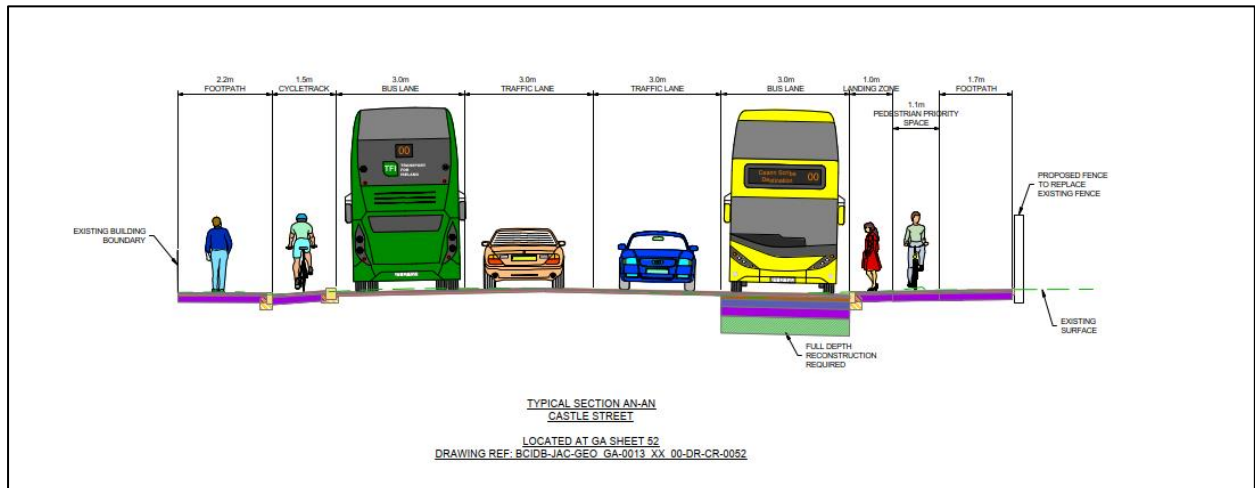 2.2m
FOOTPATH
1.5m
CYCLETRACK
3.0m
BUS LANE
3.0m
TRAFFIC LANE
3.0m
TRAFFIC LANE
3.0m
BUS LANE
1.0m
LANDING ZONE
1.1m
PEDESTRIAN PRIORITY
SPACE
1.7m
FOOTPATH
00
TFI
TRANSPORT
FOR
IRELAND
00
EXISTING BUILDING
BOUNDARY
PROPOSED FENCE
TO REPLACE
EXISTING FENCE
EXISTING
SURFACE
FULL DEPTH
RECONSTRUCTION
REQUIRED
TYPICAL SECTION AN-AN
CASTLE STREET
LOCATED AT GA SHEET 52
DRAWING REF: BCIDB-JAC-GEO_GA-0013_XX_00-DR-CR-0052